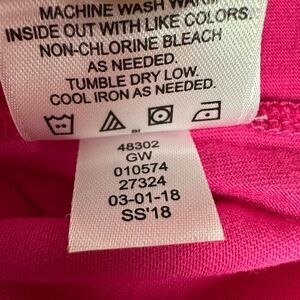 MACHINE WASH WARM
INSIDE OUT WITH LIKE COLORS.
NON-CHLORINE BLEACH
AS NEEDED.
TUMBLE DRY LOW.
COOL IRON AS NEEDED.
48302
GW
010574
27324
03-01-18
SS'18